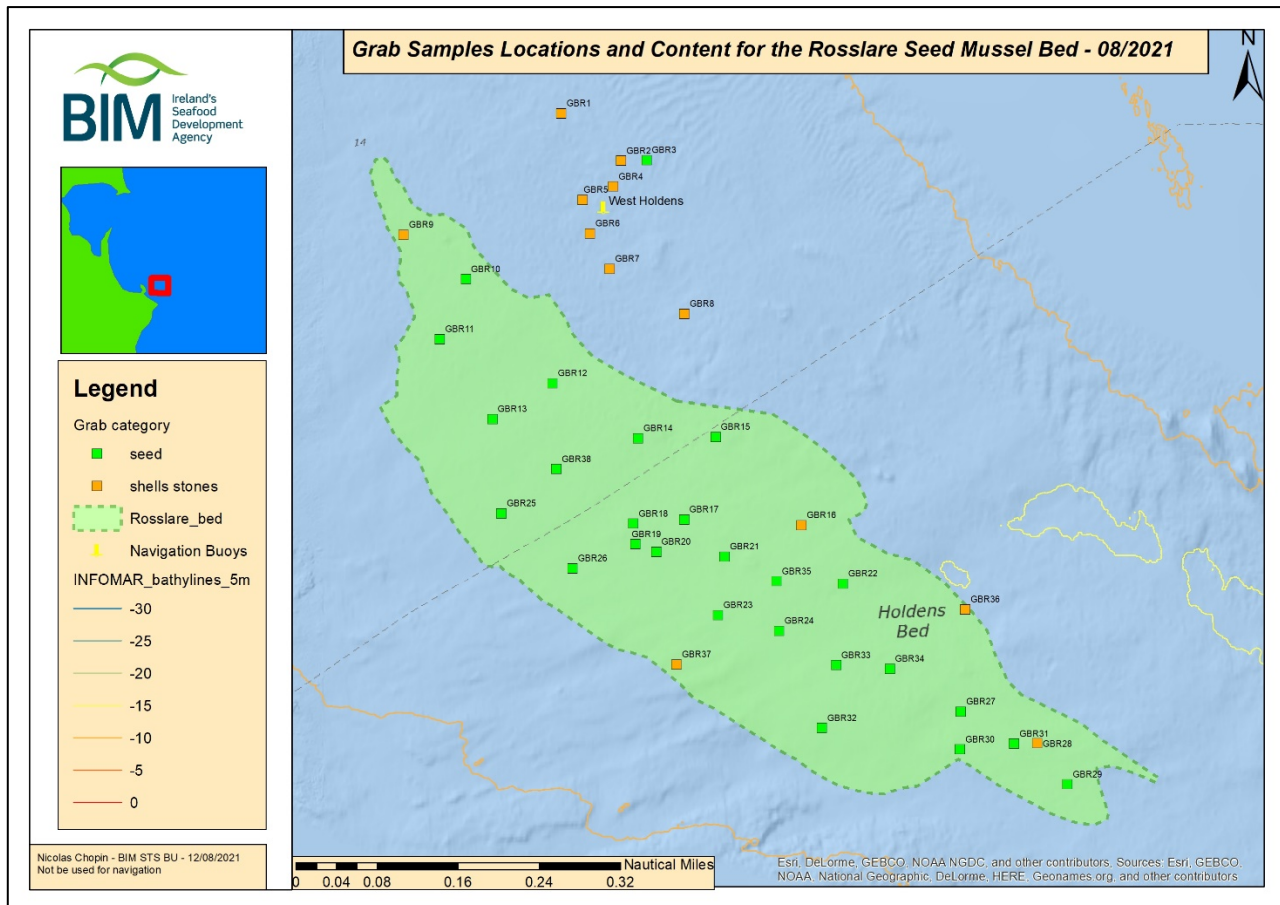 Grab Samples Locations and Content for the Rosslare Seed Mussel Bed - 08/2021
N
BIM
Ireland's
Seafood
Development
Agency
Legend
Grab category
seed
shells stones
Rosslare_bed
Navigation Buoys
INFOMAR_bathylines_5m
-30
-25
-20
-15
-10
-5
0
Nicolas Chopin - BIM STS BU - 12/08/2021
Not be used for navigation
14
GBR1
GBR2
GBR3
GBR4
GBR5
West Holdens
GBR6
GBR9
GBR7
GBR10
GBR8
GBR11
GBR12
GBR13
GBR14
GBR15
GBR38
GBR25
GBR18
GBR17
GBR16
GBR19
GBR20
GBR21
GBR26
GBR35
GBR22
GBR23
GBR24
Holdens
Bed
GBR36
GBR37
GBR33
GBR34
GBR32
GBR27
GBR30
GBR31
GBR28
GBR29
Nautical Miles
0 0.04 0.08 0.16 0.24 0.32
Esri, DeLorme, GEBCO, NOAA NGDC, and other contributors, Sources: Esri, GEBCO,
NOAA, National Geographic, DeLorme, HERE, Geonames.org, and other contributors